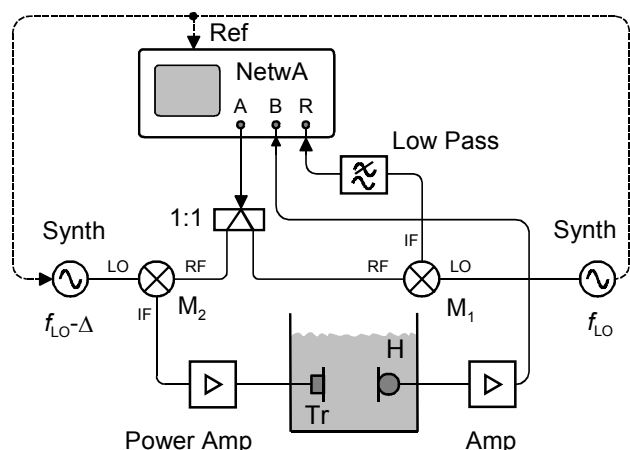 Ref
NetwA
A B R
Low Pass
1:1
Synth
Synth
IF
LO
RF
RF
LO
M₂
M₁
IF
f_LO-Δ
f_LO
H
Tr
Power Amp
Amp